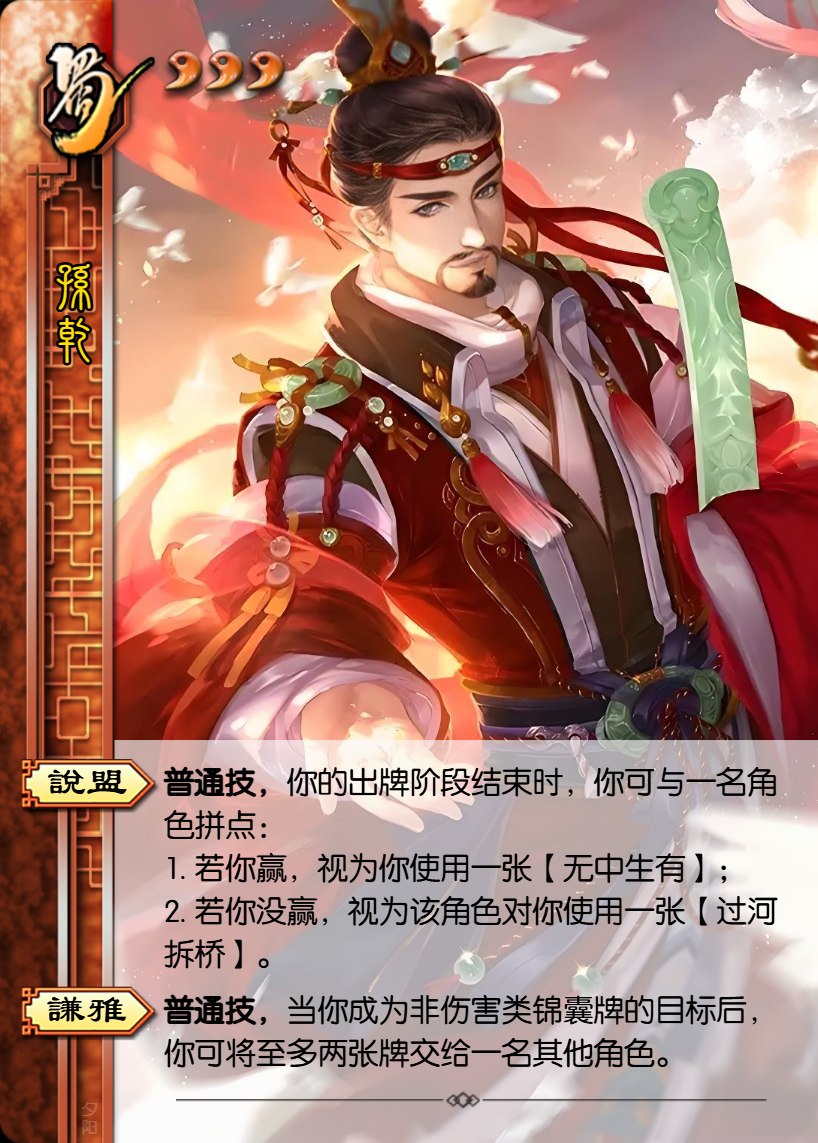 蜀
孫乾
說盟
普通技，你的出牌阶段结束时，你可与一名角
色拼点：
1. 若你赢，视为你使用一张【无中生有】；
2. 若你没赢，视为该角色对你使用一张【过河
拆桥】。
謙雅
普通技，当你成为非伤害类锦囊牌的目标后，
你可将至多两张牌交给一名其他角色。
夕阳